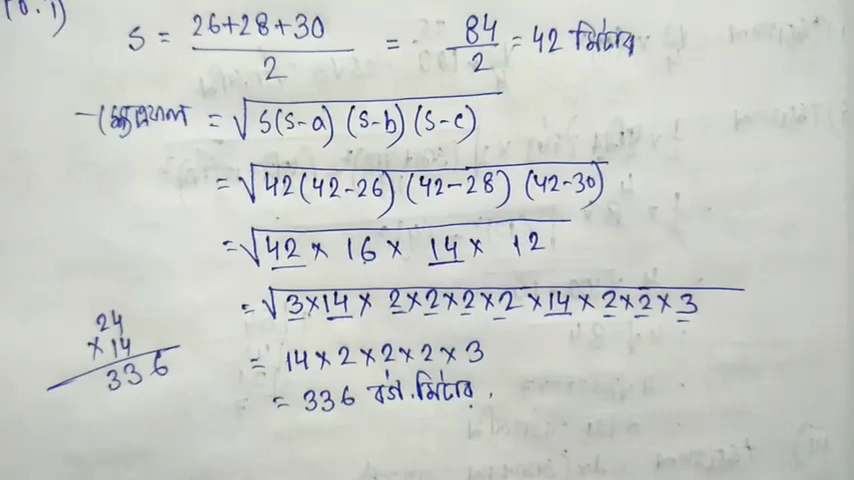 S = (26+28+30)/2 = 84/2 = 42 মিটার
ক্ষেত্রফল = √S(S-a) (S-b) (S-c)
= √42(42-26) (42-28) (42-30)
= √42 × 16 × 14 × 12
= √3×14 × 2×2×2×2 ×14 × 2×2×3
24
×14
336
= 14×2×2×2×3
= 336 বর্গ.মিটার.